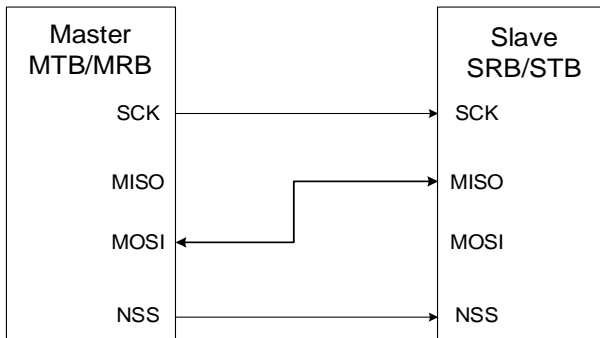 Master
MTB/MRB
SCK
MISO
MOSI
NSS
Slave
SRB/STB
SCK
MISO
MOSI
NSS